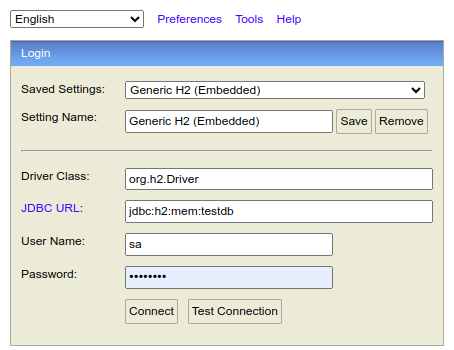 English Preferences Tools Help
Login
Saved Settings: Generic H2 (Embedded)
Setting Name: Generic H2 (Embedded) Save Remove
Driver Class: org.h2.Driver
JDBC URL: jdbc:h2:mem:testdb
User Name: sa
Password: ••••••••
Connect Test Connection